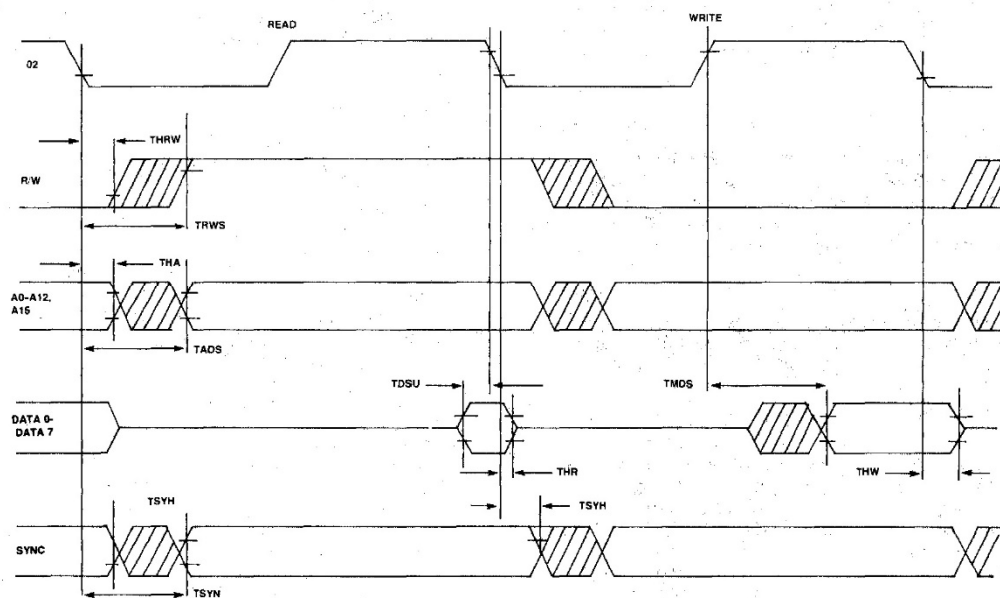 READ
WRITE
02
THRW
R/W
TRWS
THA
A0-A12,
A15
TADS
TDSU
TMDS
DATA 0-
DATA 7
THR
THW
TSYH
TSYH
SYNC
TSYN